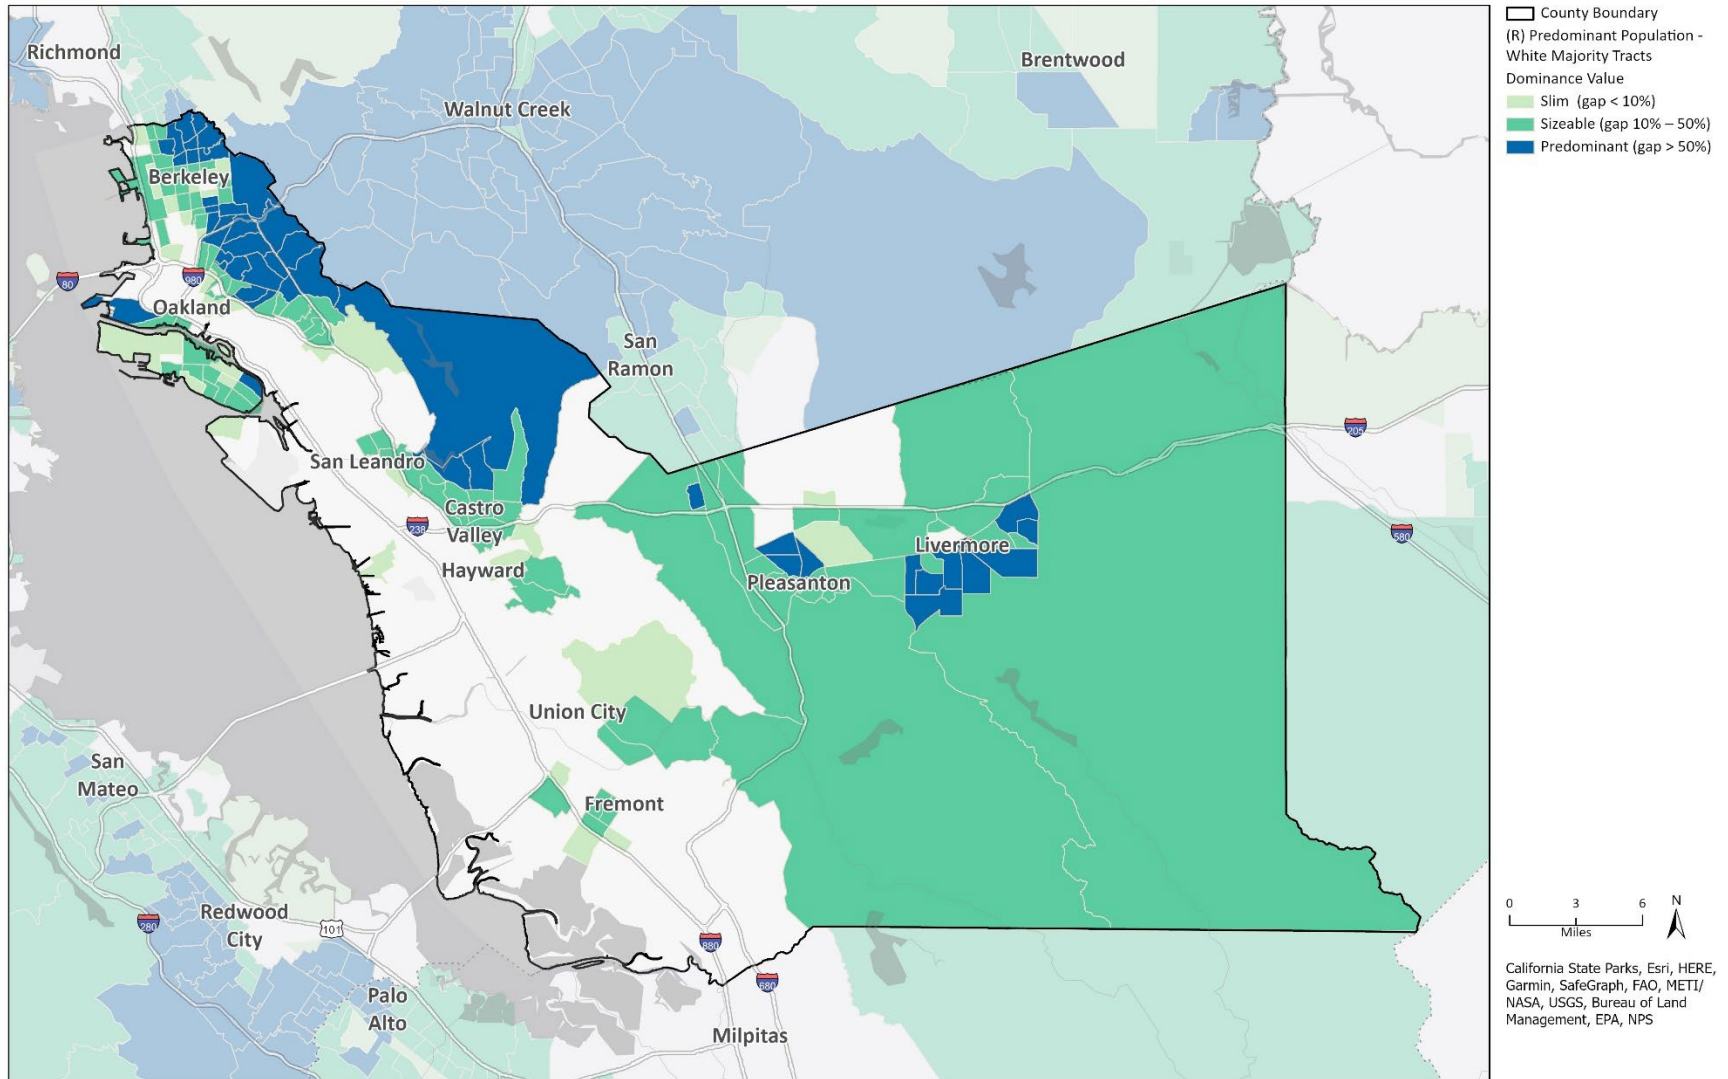 Richmond
Walnut Creek
Brentwood
Berkeley
80
980
Oakland
San
Ramon
205
San Leandro
Castro
Valley
238
580
Livermore
Hayward
Pleasanton
Union City
San
Mateo
Fremont
Redwood
City
280
101
880
680
Palo
Alto
Milpitas
County Boundary
(R) Predominant Population -
White Majority Tracts
Dominance Value
Slim (gap < 10%)
Sizeable (gap 10% – 50%)
Predominant (gap > 50%)
0 3 6
Miles
N
California State Parks, Esri, HERE,
Garmin, SafeGraph, FAO, METI/
NASA, USGS, Bureau of Land
Management, EPA, NPS